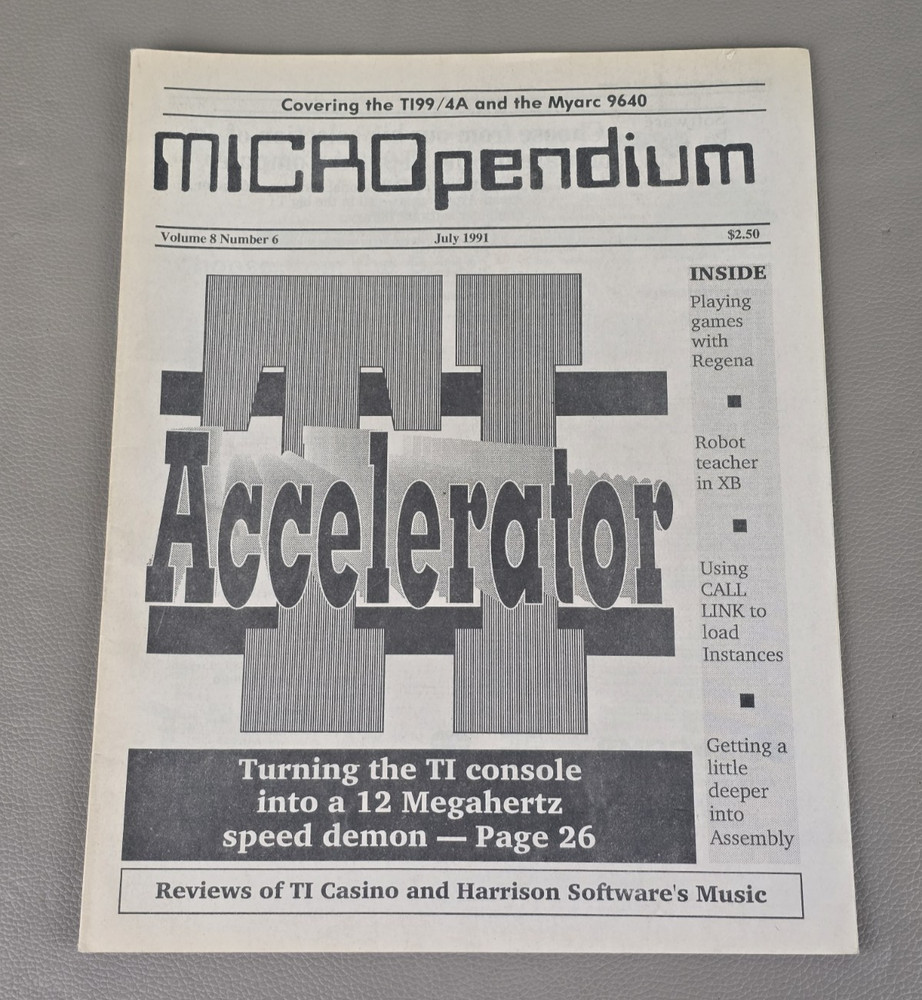 Covering the TI99/4A and the Myarc 9640
MICROpendium
Volume 8 Number 6 July 1991 $2.50
TI
Accelerator
Turning the TI console
into a 12 Megahertz
speed demon — Page 26
INSIDE
Playing
games
with
Regena
Robot
teacher
in XB
Using
CALL
LINK to
load
Instances
Getting a
little
deeper
into
Assembly
Reviews of TI Casino and Harrison Software's Music